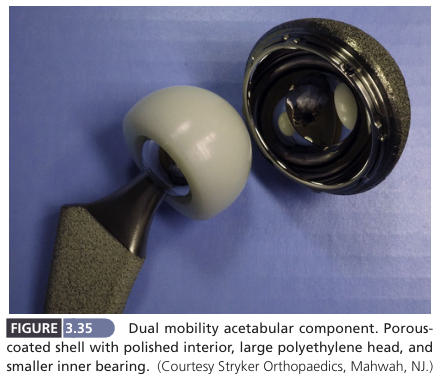 FIGURE 3.35 Dual mobility acetabular component. Porous-
coated shell with polished interior, large polyethylene head, and
smaller inner bearing. (Courtesy Stryker Orthopaedics, Mahwah, NJ.)